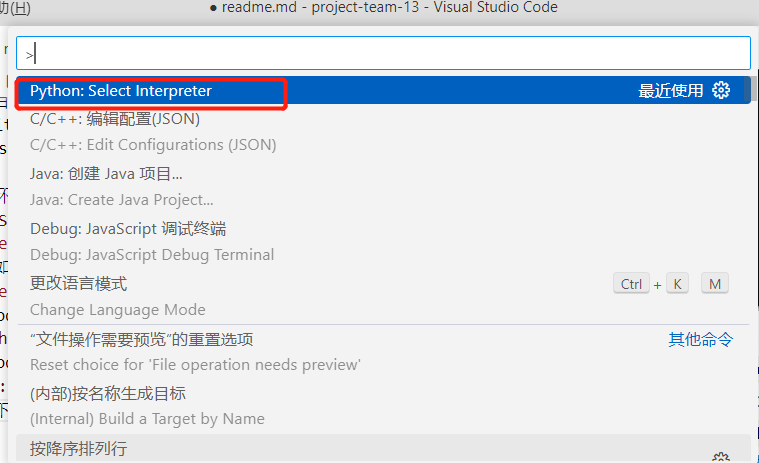 助(H)
● readme.md - project-team-13 - Visual Studio Code
>
Python: Select Interpreter
最近使用
C/C++: 编辑配置(JSON)
C/C++: Edit Configurations (JSON)
Java: 创建 Java 项目...
Java: Create Java Project...
Debug: JavaScript 调试终端
Debug: JavaScript Debug Terminal
更改语言模式
Ctrl + K M
Change Language Mode
“文件操作需要预览”的重置选项
其他命令
Reset choice for 'File operation needs preview'
(内部)按名称生成目标
(Internal) Build a Target by Name
按降序排列行